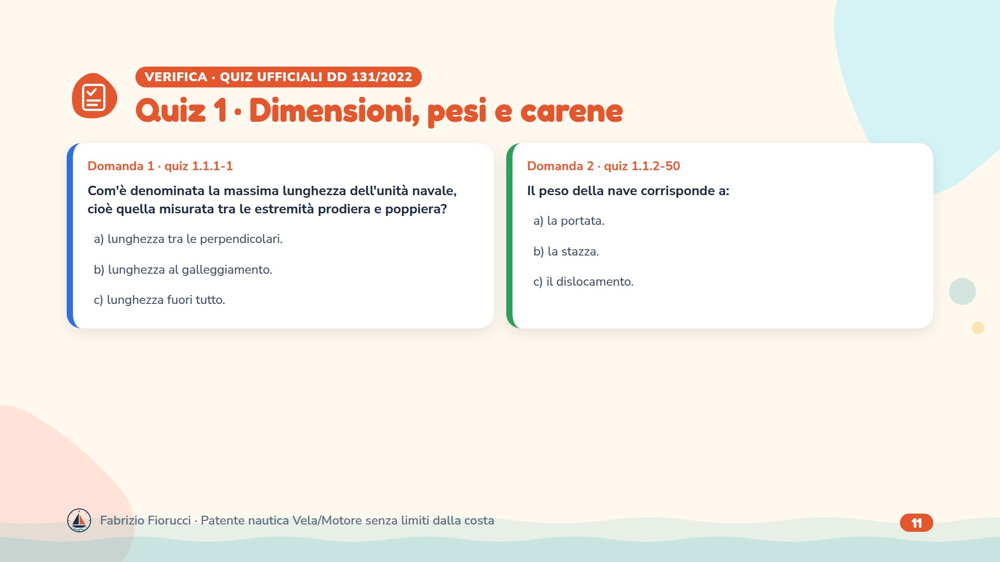 VERIFICA · QUIZ UFFICIALI DD 131/2022
Quiz 1 · Dimensioni, pesi e carene
Domanda 1 · quiz 1.1.1-1
Com'è denominata la massima lunghezza dell'unità navale,
cioè quella misurata tra le estremità prodiera e poppiera?
a) lunghezza tra le perpendicolari.
b) lunghezza al galleggiamento.
c) lunghezza fuori tutto.
Domanda 2 · quiz 1.1.2-50
Il peso della nave corrisponde a:
a) la portata.
b) la stazza.
c) il dislocamento.
Fabrizio Fiorucci · Patente nautica Vela/Motore senza limiti dalla costa
11